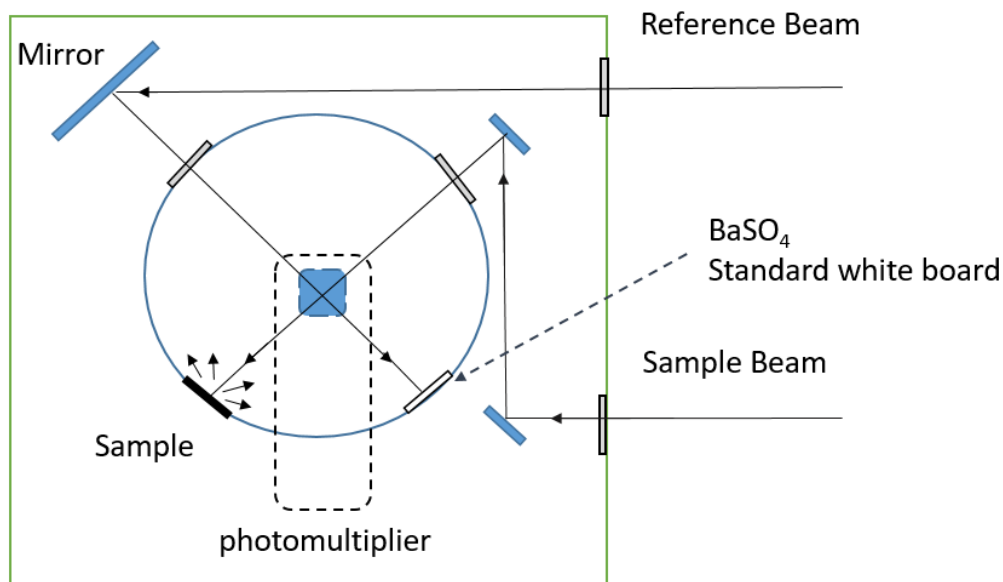 Reference Beam
Mirror
BaSO₄
Standard white board
Sample Beam
Sample
photomultiplier